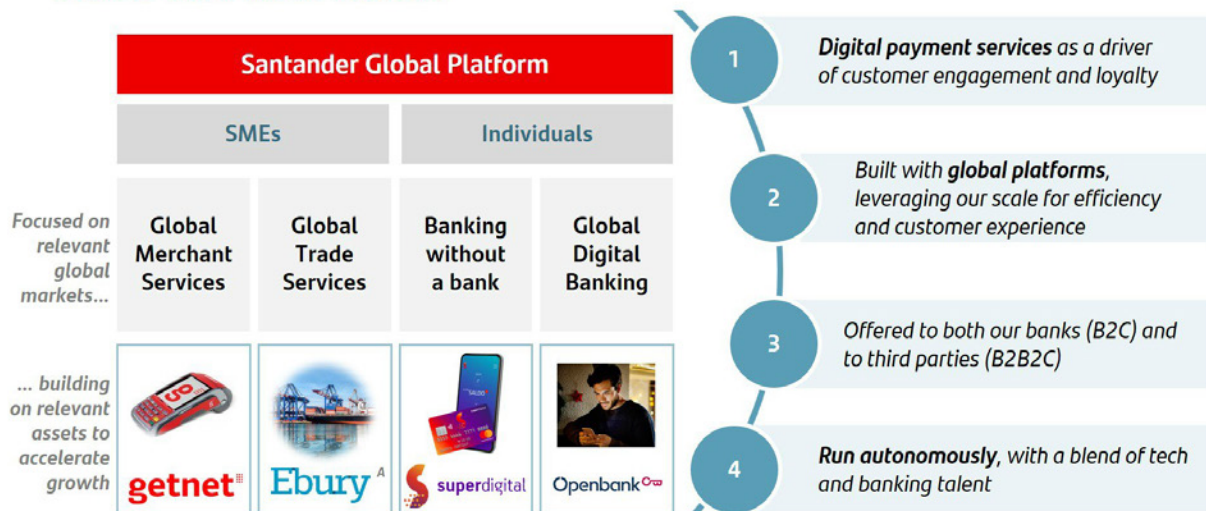 Santander Global Platform
SMEs
Individuals
Focused on
relevant
global
markets...
Global
Merchant
Services
Global
Trade
Services
Banking
without
a bank
Global
Digital
Banking
... building
on relevant
assets to
accelerate
growth
getnet
Ebury A
superdigital
Openbank
1
Digital payment services as a driver
of customer engagement and loyalty
2
Built with global platforms,
leveraging our scale for efficiency
and customer experience
3
Offered to both our banks (B2C) and
to third parties (B2B2C)
4
Run autonomously, with a blend of tech
and banking talent